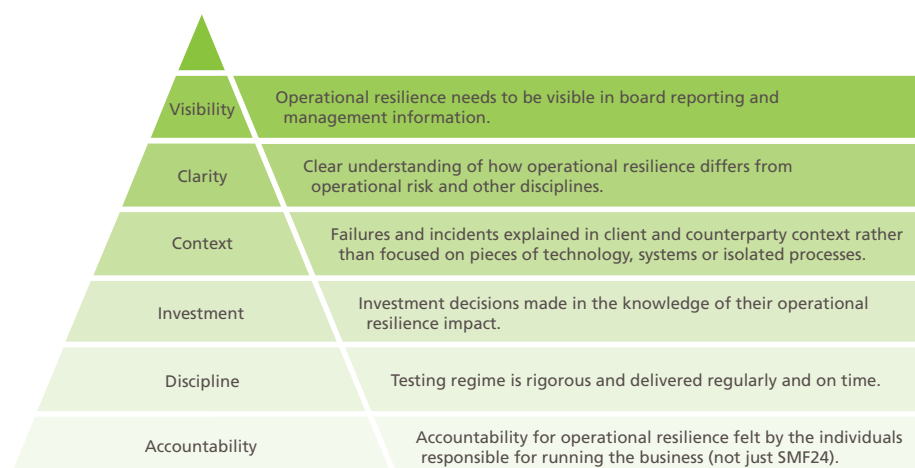 Visibility
Operational resilience needs to be visible in board reporting and
management information.
Clarity
Clear understanding of how operational resilience differs from
operational risk and other disciplines.
Context
Failures and incidents explained in client and counterparty context rather
than focused on pieces of technology, systems or isolated processes.
Investment
Investment decisions made in the knowledge of their operational
resilience impact.
Discipline
Testing regime is rigorous and delivered regularly and on time.
Accountability
Accountability for operational resilience felt by the individuals
responsible for running the business (not just SMF24).